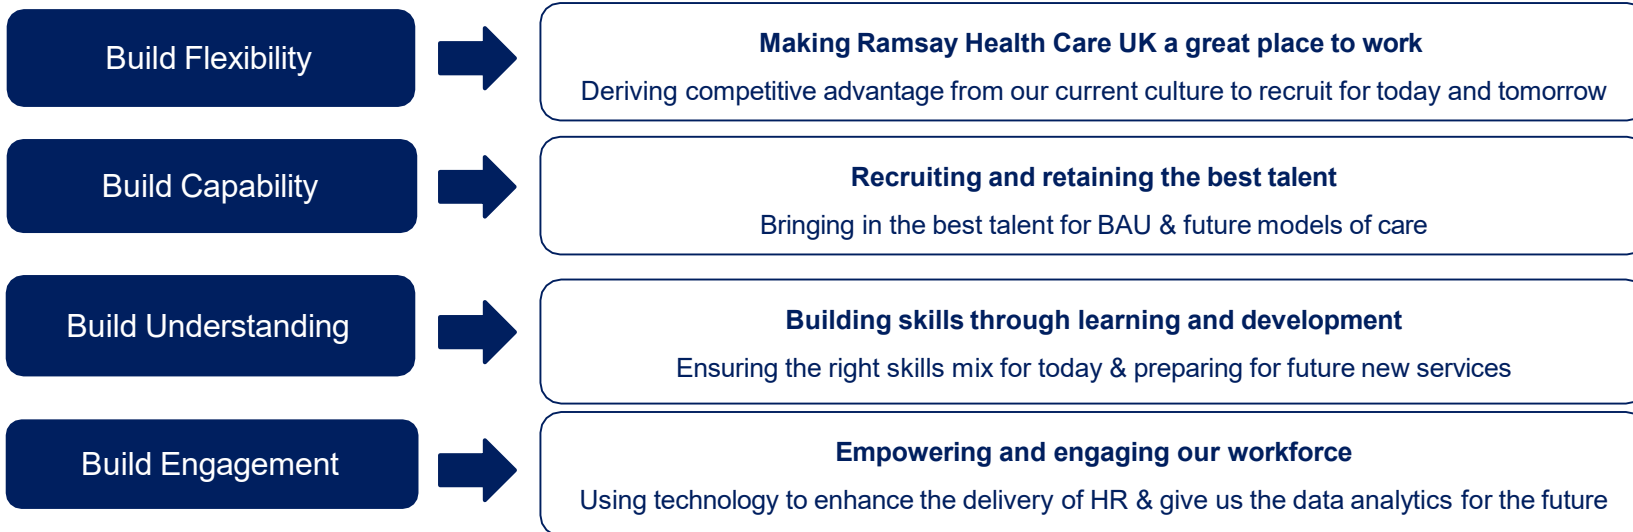 Build Flexibility
Making Ramsay Health Care UK a great place to work
Deriving competitive advantage from our current culture to recruit for today and tomorrow
Build Capability
Recruiting and retaining the best talent
Bringing in the best talent for BAU & future models of care
Build Understanding
Building skills through learning and development
Ensuring the right skills mix for today & preparing for future new services
Build Engagement
Empowering and engaging our workforce
Using technology to enhance the delivery of HR & give us the data analytics for the future